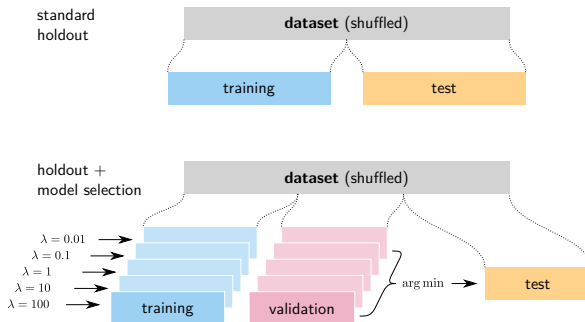 standard
holdout
dataset (shuffled)
training
test
holdout +
model selection
dataset (shuffled)
λ = 0.01
λ = 0.1
λ = 1
λ = 10
λ = 100
training
validation
arg min
test